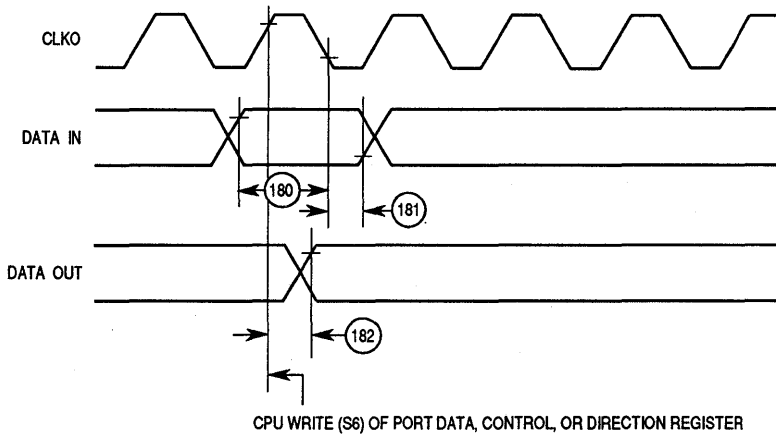 CLKO
DATA IN
180
181
DATA OUT
182
CPU WRITE (S6) OF PORT DATA, CONTROL, OR DIRECTION REGISTER